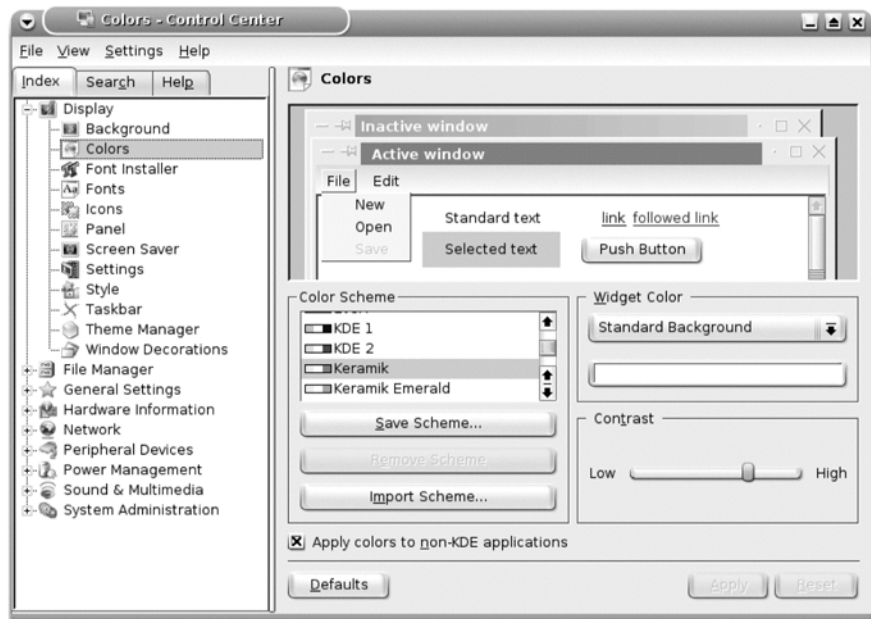 Colors - Control Center
File View Settings Help
Index Search Help
Display
Background
Colors
Font Installer
Fonts
Icons
Panel
Screen Saver
Settings
Style
Taskbar
Theme Manager
Window Decorations
File Manager
General Settings
Hardware Information
Network
Peripheral Devices
Power Management
Sound & Multimedia
System Administration
Colors
Inactive window
Active window
File Edit
New
Open
Save
Standard text
Selected text
link followed link
Push Button
Color Scheme
KDE 1
KDE 2
Keramik
Keramik Emerald
Save Scheme...
Remove Scheme
Import Scheme...
Widget Color
Standard Background
Contrast
Low High
Apply colors to non-KDE applications
Defaults
Apply Reset